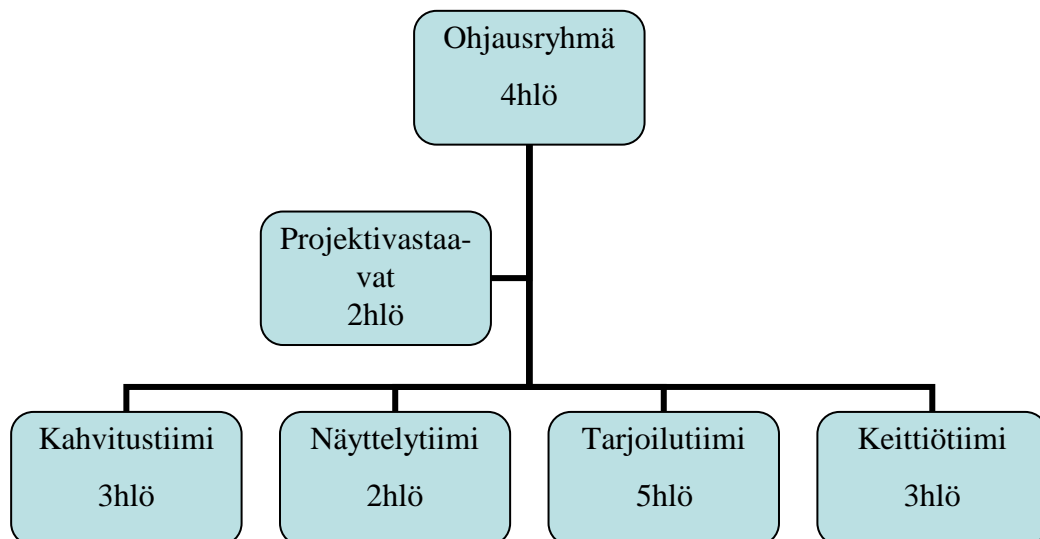 Ohjausryhmä
4hlö
Projektivastaa-
vat
2hlö
Kahvitustiimi
3hlö
Näyttelytiimi
2hlö
Tarjoilutiimi
5hlö
Keittiötiimi
3hlö